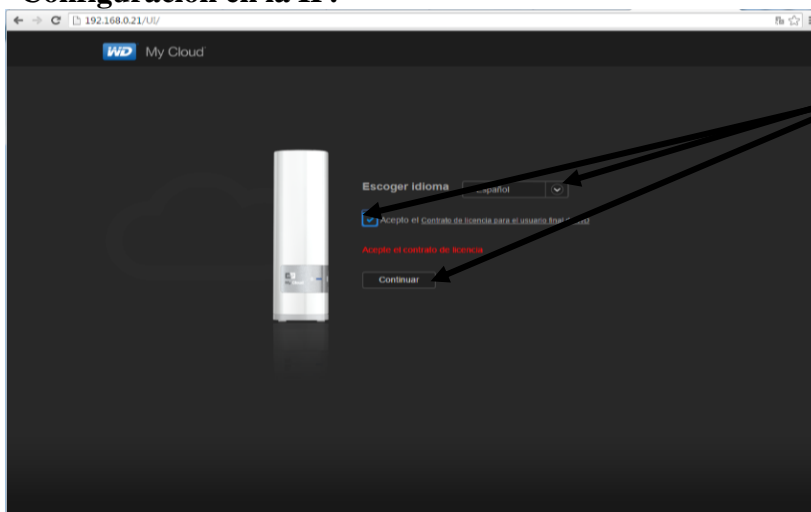 Configuración en la IP:
192.168.0.21/UI/
WD My Cloud
Escoger idioma Español
Acepto el Contrato de licencia para el usuario final
Acepte el contrato de licencia
Continuar